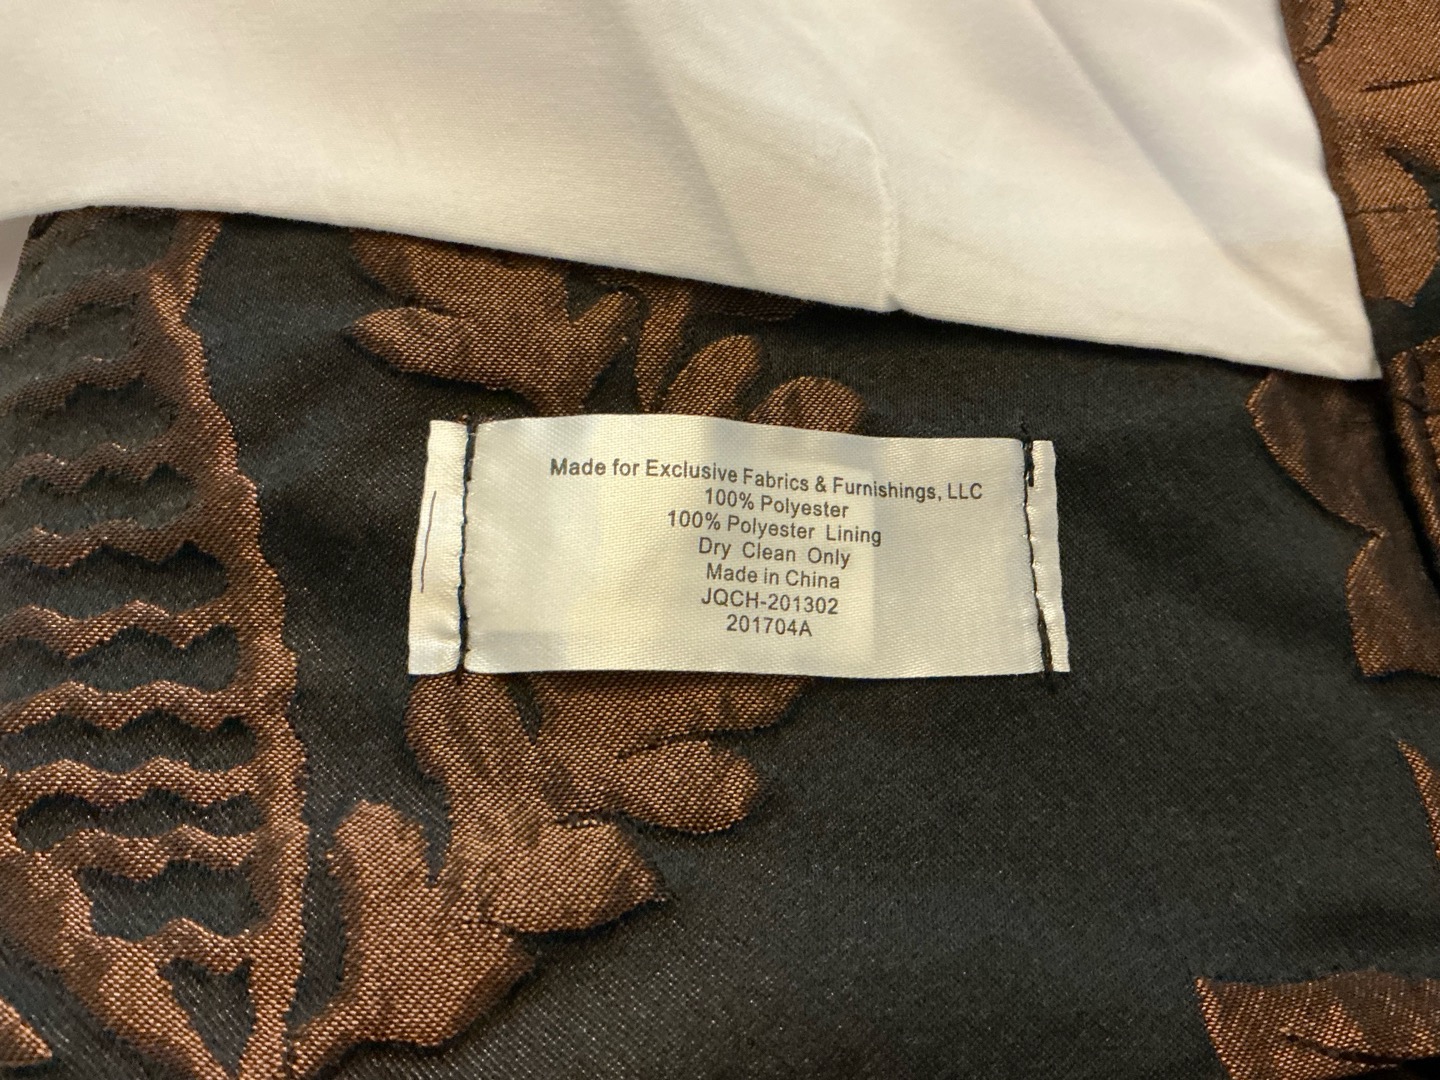 Made for Exclusive Fabrics & Furnishings, LLC
100% Polyester
100% Polyester Lining
Dry Clean Only
Made in China
JQCH-201302
201704A